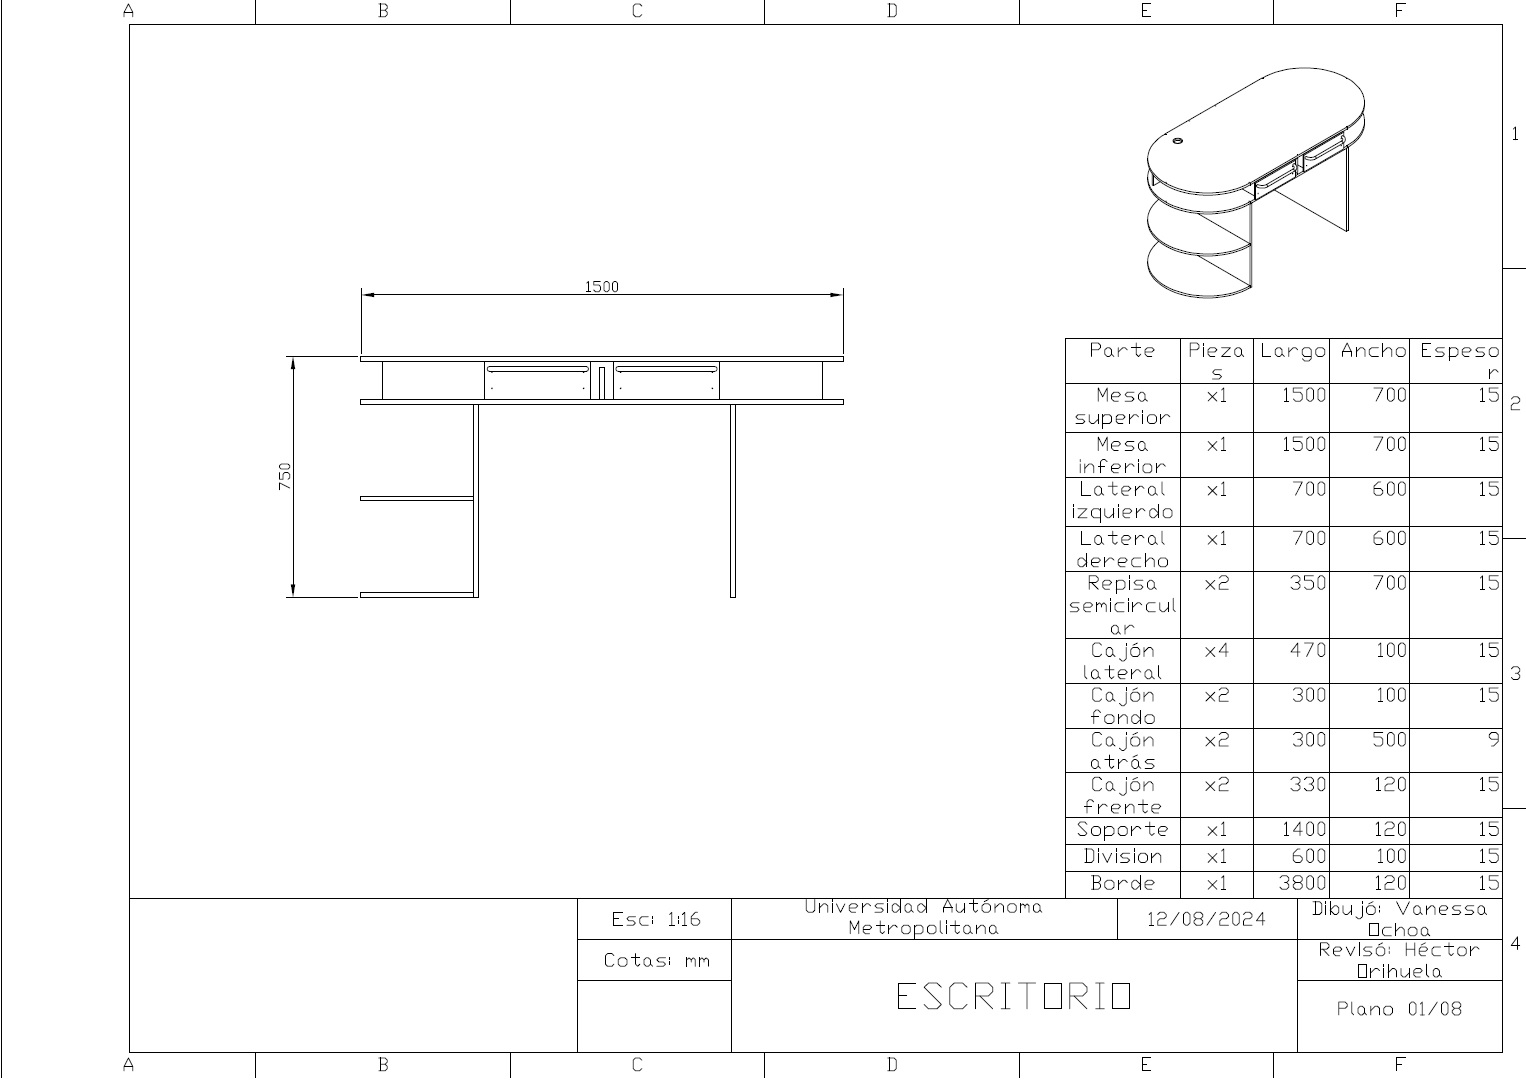 A B C D E F
1
1500
750
Parte Pieza Largo Ancho Espeso
s r
Mesa x1 1500 700 15
superior
2
Mesa x1 1500 700 15
inferior
Lateral x1 700 600 15
izquierdo
Lateral x1 700 600 15
derecho
Repisa x2 350 700 15
semicircul
ar
Cajón x4 470 100 15
lateral
3
Cajón x2 300 100 15
fondo
Cajón x2 300 500 9
atrás
Cajón x2 330 120 15
frente
Soporte x1 1400 120 15
Division x1 600 100 15
Borde x1 3800 120 15
Esc: 1:16
Universidad Autónoma
Metropolitana
12/08/2024
Dibujó: Vanessa
Ochoa
4
Cotas: mm
Revisó: Héctor
Orihuela
ESCRITORIO
Plano 01/08
A B C D E F